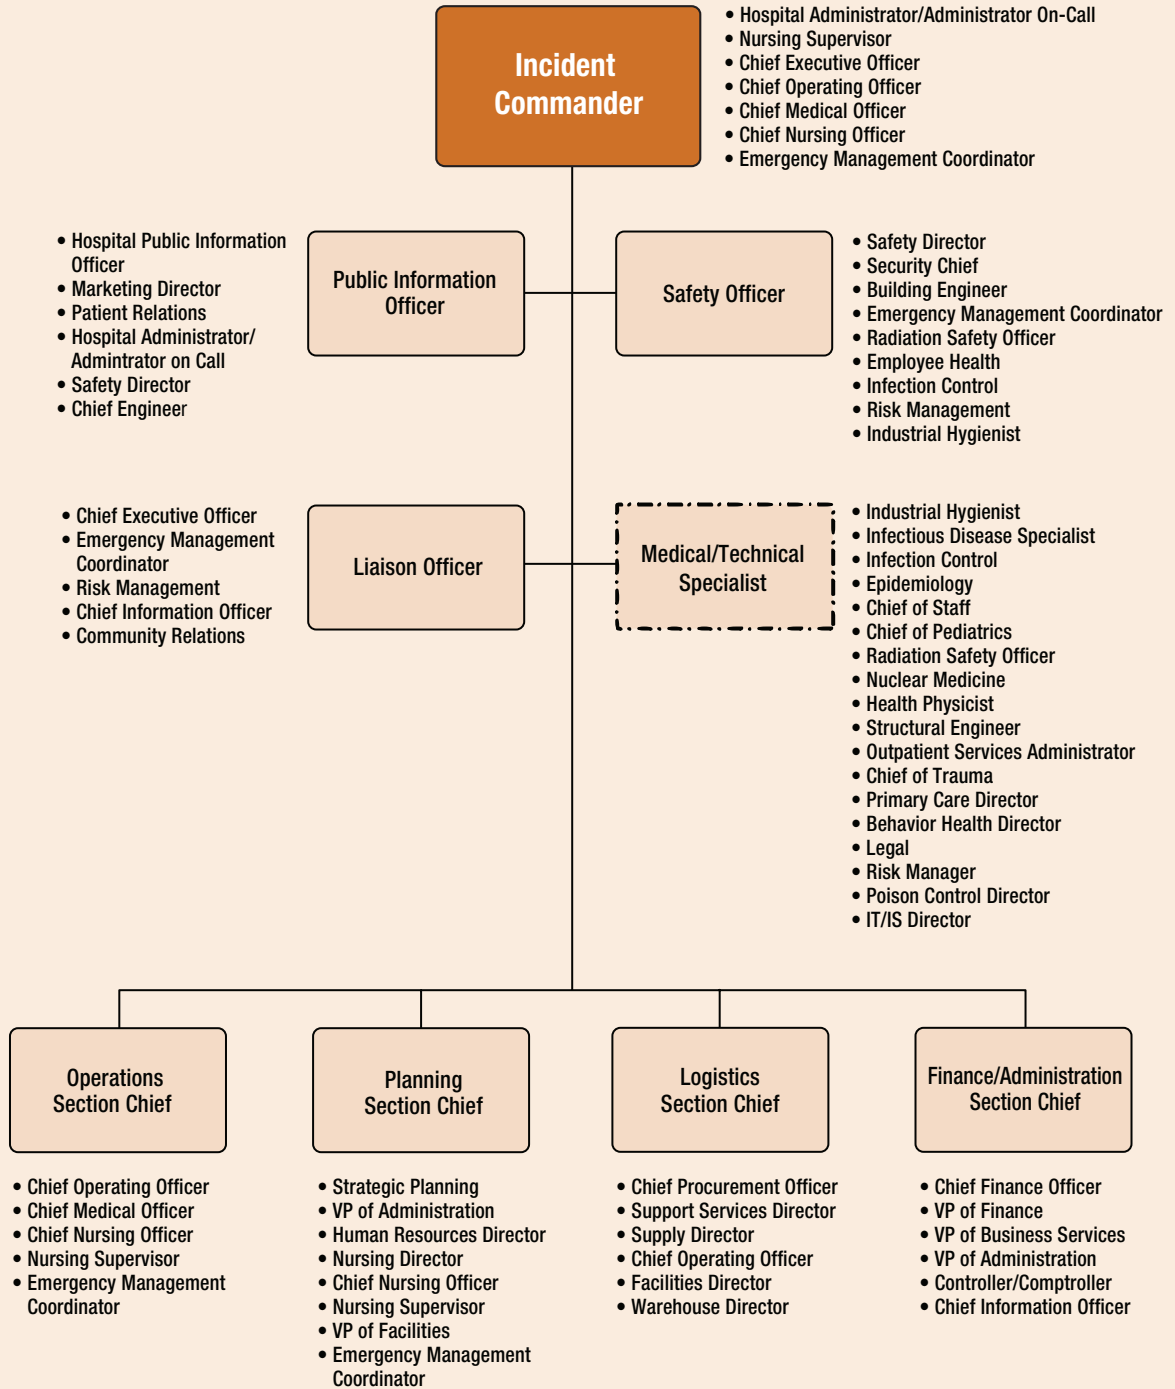 Incident
Commander
• Hospital Administrator/Administrator On-Call
• Nursing Supervisor
• Chief Executive Officer
• Chief Operating Officer
• Chief Medical Officer
• Chief Nursing Officer
• Emergency Management Coordinator
• Hospital Public Information
Officer
• Marketing Director
• Patient Relations
• Hospital Administrator/
Admintrator on Call
• Safety Director
• Chief Engineer
Public Information
Officer
Safety Officer
• Safety Director
• Security Chief
• Building Engineer
• Emergency Management Coordinator
• Radiation Safety Officer
• Employee Health
• Infection Control
• Risk Management
• Industrial Hygienist
• Chief Executive Officer
• Emergency Management
Coordinator
• Risk Management
• Chief Information Officer
• Community Relations
Liaison Officer
Medical/Technical
Specialist
• Industrial Hygienist
• Infectious Disease Specialist
• Infection Control
• Epidemiology
• Chief of Staff
• Chief of Pediatrics
• Radiation Safety Officer
• Nuclear Medicine
• Health Physicist
• Structural Engineer
• Outpatient Services Administrator
• Chief of Trauma
• Primary Care Director
• Behavior Health Director
• Legal
• Risk Manager
• Poison Control Director
• IT/IS Director
Operations
Section Chief
• Chief Operating Officer
• Chief Medical Officer
• Chief Nursing Officer
• Nursing Supervisor
• Emergency Management
Coordinator
Planning
Section Chief
• Strategic Planning
• VP of Administration
• Human Resources Director
• Nursing Director
• Chief Nursing Officer
• Nursing Supervisor
• VP of Facilities
• Emergency Management
Coordinator
Logistics
Section Chief
• Chief Procurement Officer
• Support Services Director
• Supply Director
• Chief Operating Officer
• Facilities Director
• Warehouse Director
Finance/Administration
Section Chief
• Chief Finance Officer
• VP of Finance
• VP of Business Services
• VP of Administration
• Controller/Comptroller
• Chief Information Officer